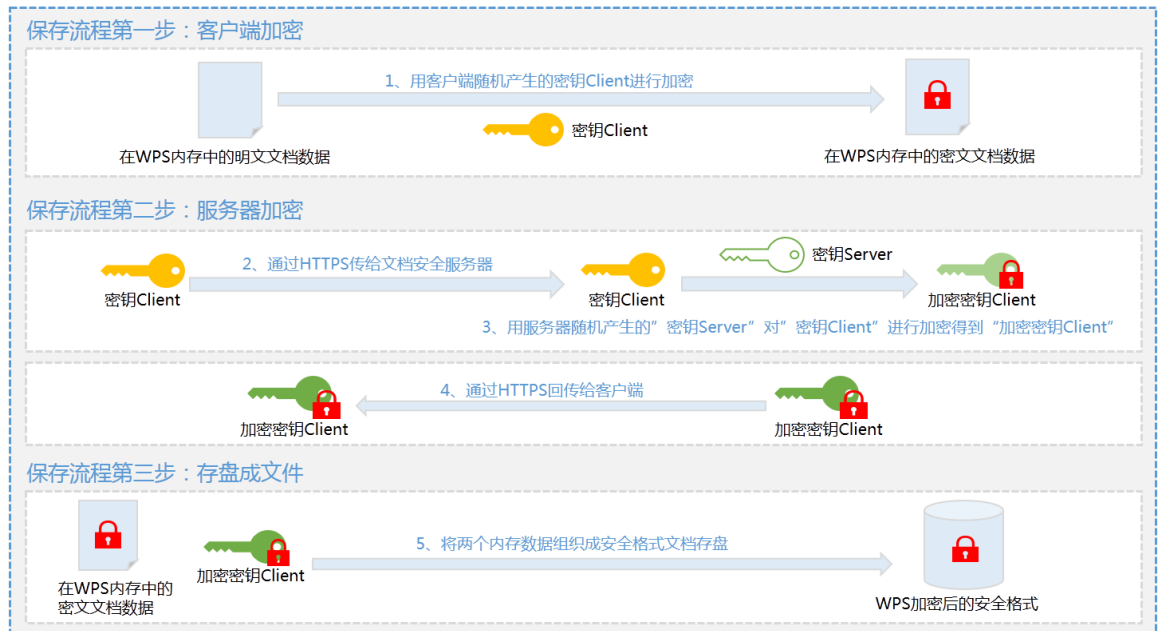 保存流程第一步：客户端加密
1、用客户端随机产生的密钥Client进行加密
密钥Client
在WPS内存中的明文文档数据
在WPS内存中的密文文档数据
保存流程第二步：服务器加密
2、通过HTTPS传给文档安全服务器
密钥Server
密钥Client
密钥Client
加密密钥Client
3、用服务器随机产生的”密钥Server”对”密钥Client”进行加密得到“加密密钥Client”
4、通过HTTPS回传给客户端
加密密钥Client
加密密钥Client
保存流程第三步：存盘成文件
5、将两个内存数据组织成安全格式文档存盘
在WPS内存中的
密文文档数据
加密密钥Client
WPS加密后的安全格式